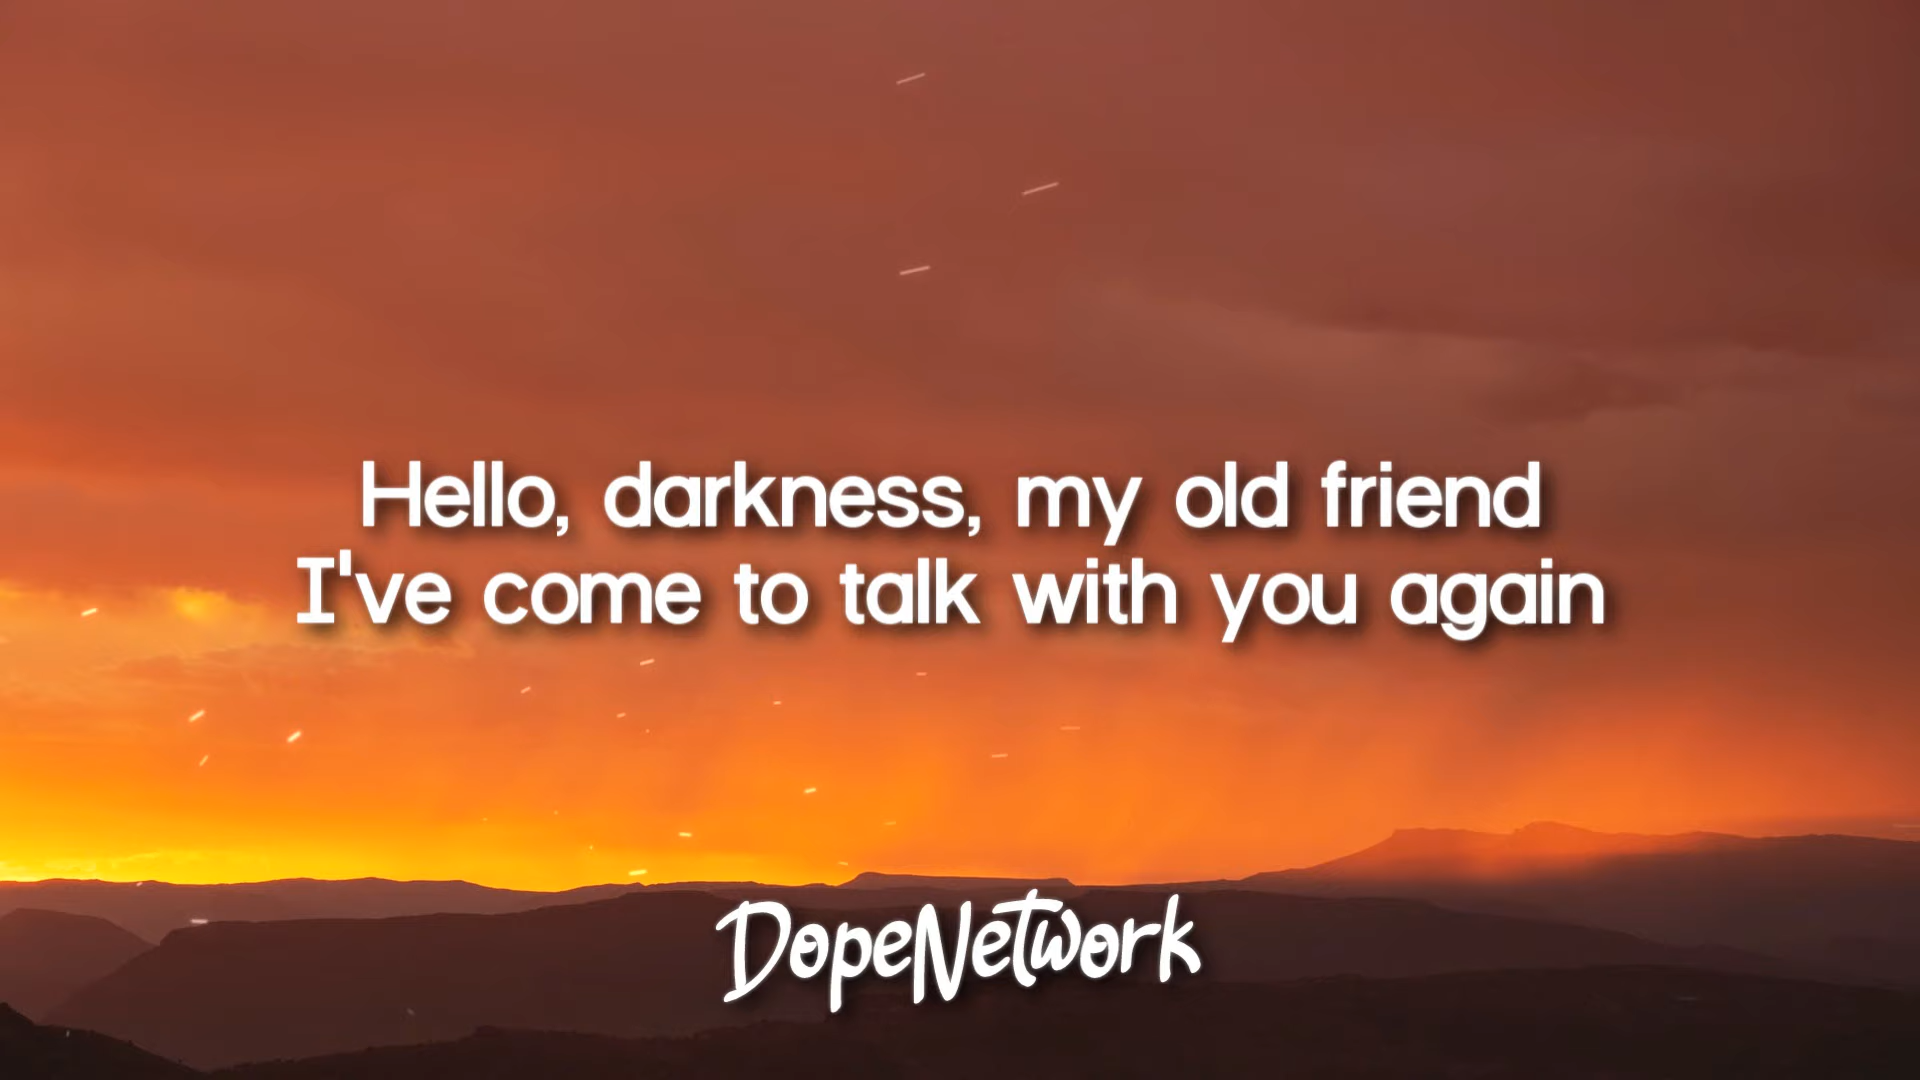 Hello, darkness, my old friend
I've come to talk with you again
DopeNetwork